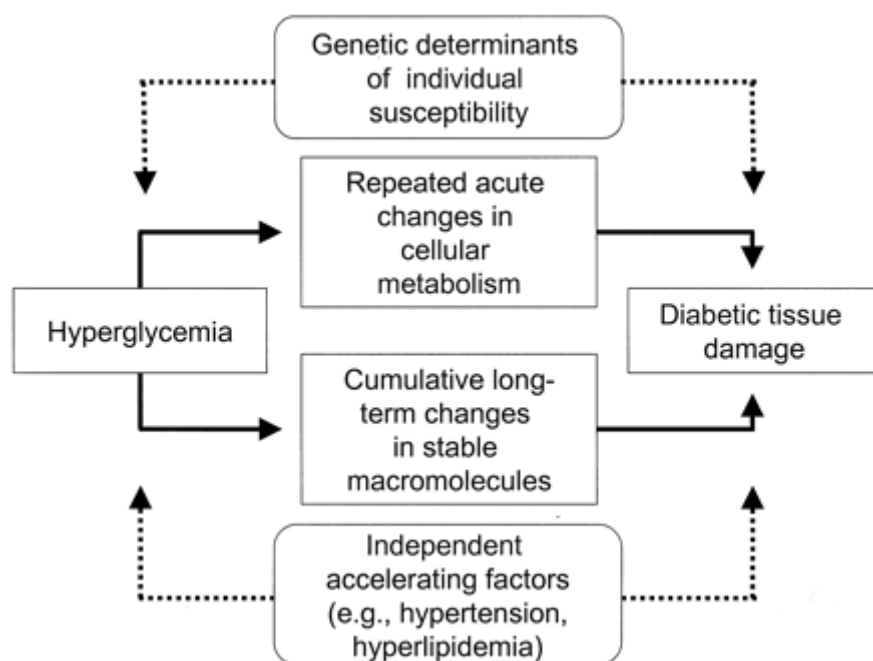 Genetic determinants
of individual
susceptibility
Repeated acute
changes in
cellular
metabolism
Hyperglycemia
Diabetic tissue
damage
Cumulative long-
term changes
in stable
macromolecules
Independent
accelerating factors
(e.g., hypertension,
hyperlipidemia)